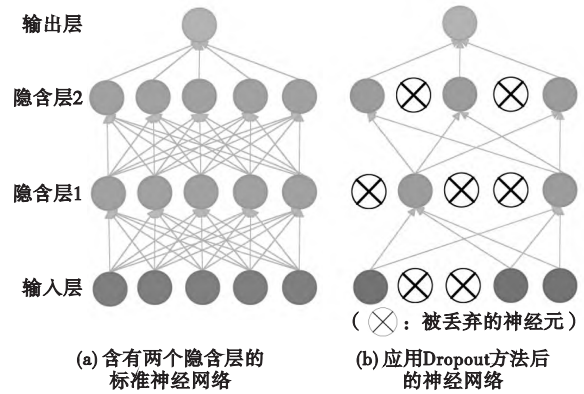 输出层
隐含层2
隐含层1
输入层
（ ⊗ ：被丢弃的神经元）
(a) 含有两个隐含层的
标准神经网络
(b) 应用Dropout方法后
的神经网络